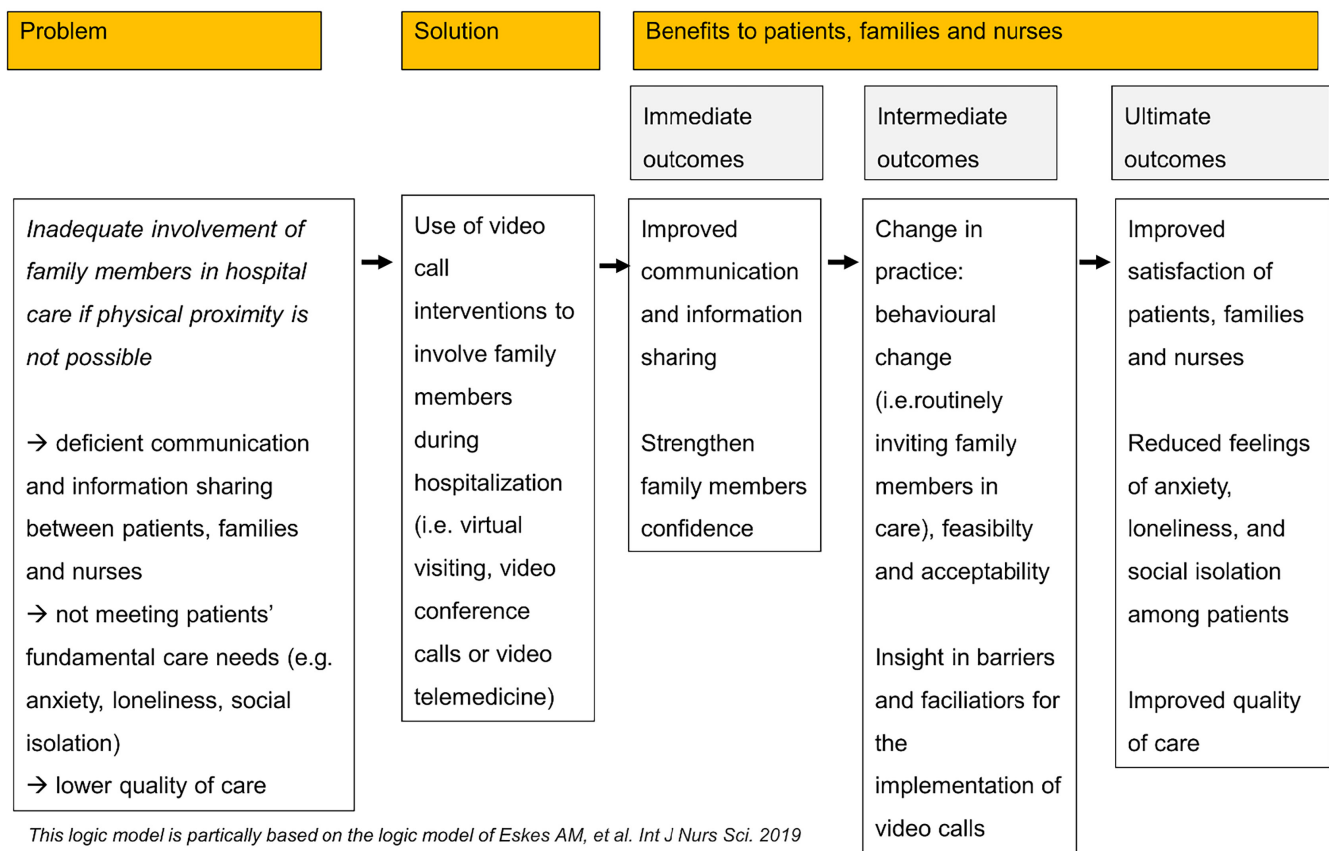 Problem
Solution
Benefits to patients, families and nurses
Immediate
outcomes
Intermediate
outcomes
Ultimate
outcomes
Inadequate involvement of
family members in hospital
care if physical proximity is
not possible
→ deficient communication
and information sharing
between patients, families
and nurses
→ not meeting patients’
fundamental care needs (e.g.
anxiety, loneliness, social
isolation)
→ lower quality of care
Use of video
call
interventions to
involve family
members
during
hospitalization
(i.e. virtual
visiting, video
conference
calls or video
telemedicine)
Improved
communication
and information
sharing
Strengthen
family members
confidence
Change in
practice:
behavioural
change
(i.e.routinely
inviting family
members in
care), feasibilty
and acceptability
Insight in barriers
and faciliatiors for
the
implementation of
video calls
Improved
satisfaction of
patients, families
and nurses
Reduced feelings
of anxiety,
loneliness, and
social isolation
among patients
Improved quality
of care
This logic model is partically based on the logic model of Eskes AM, et al. Int J Nurs Sci. 2019